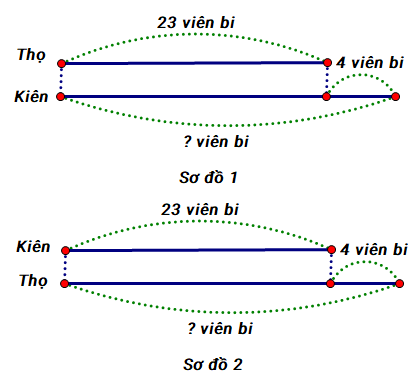 23 viên bi
Thọ
4 viên bi
Kiên
? viên bi
Sơ đồ 1
23 viên bi
Kiên
4 viên bi
Thọ
? viên bi
Sơ đồ 2